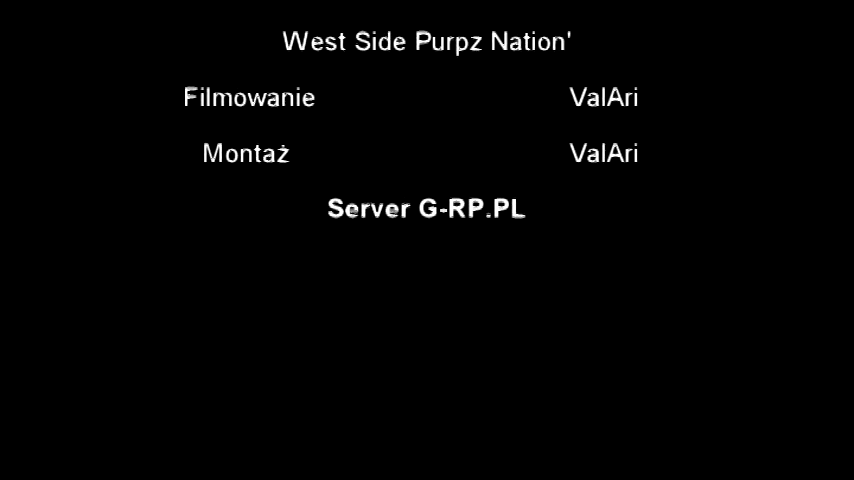 West Side Purpz Nation'
Filmowanie ValAri
Montaż ValAri
Server G-RP.PL